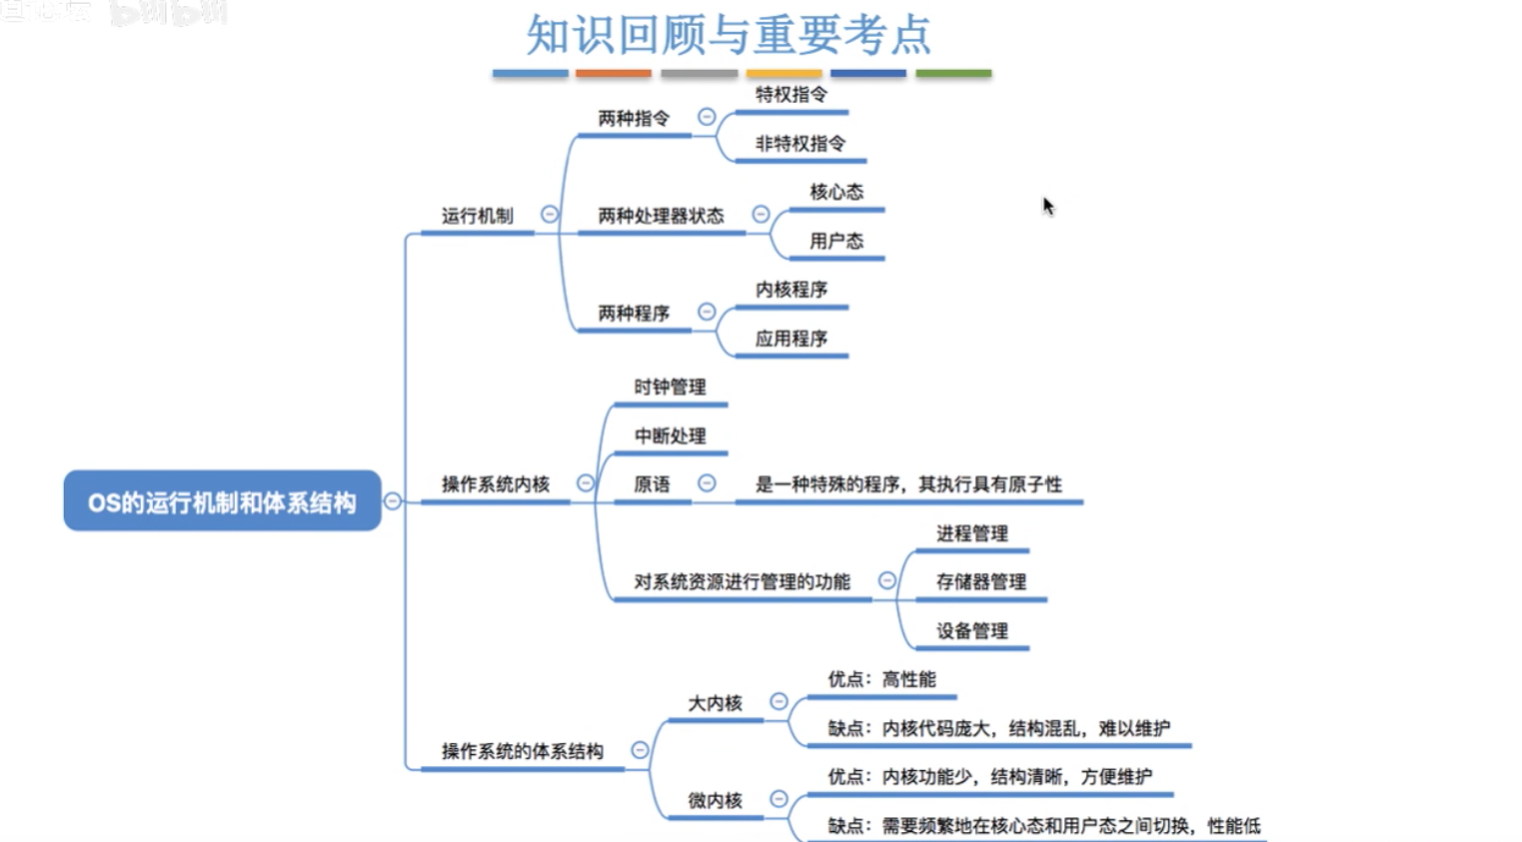 知识回顾与重要考点
特权指令
两种指令
非特权指令
核心态
运行机制
两种处理器状态
用户态
内核程序
两种程序
应用程序
时钟管理
中断处理
操作系统内核
原语
是一种特殊的程序，其执行具有原子性
OS的运行机制和体系结构
进程管理
对系统资源进行管理的功能
存储器管理
设备管理
优点：高性能
大内核
缺点：内核代码庞大，结构混乱，难以维护
操作系统的体系结构
优点：内核功能少，结构清晰，方便维护
微内核
缺点：需要频繁地在核心态和用户态之间切换，性能低